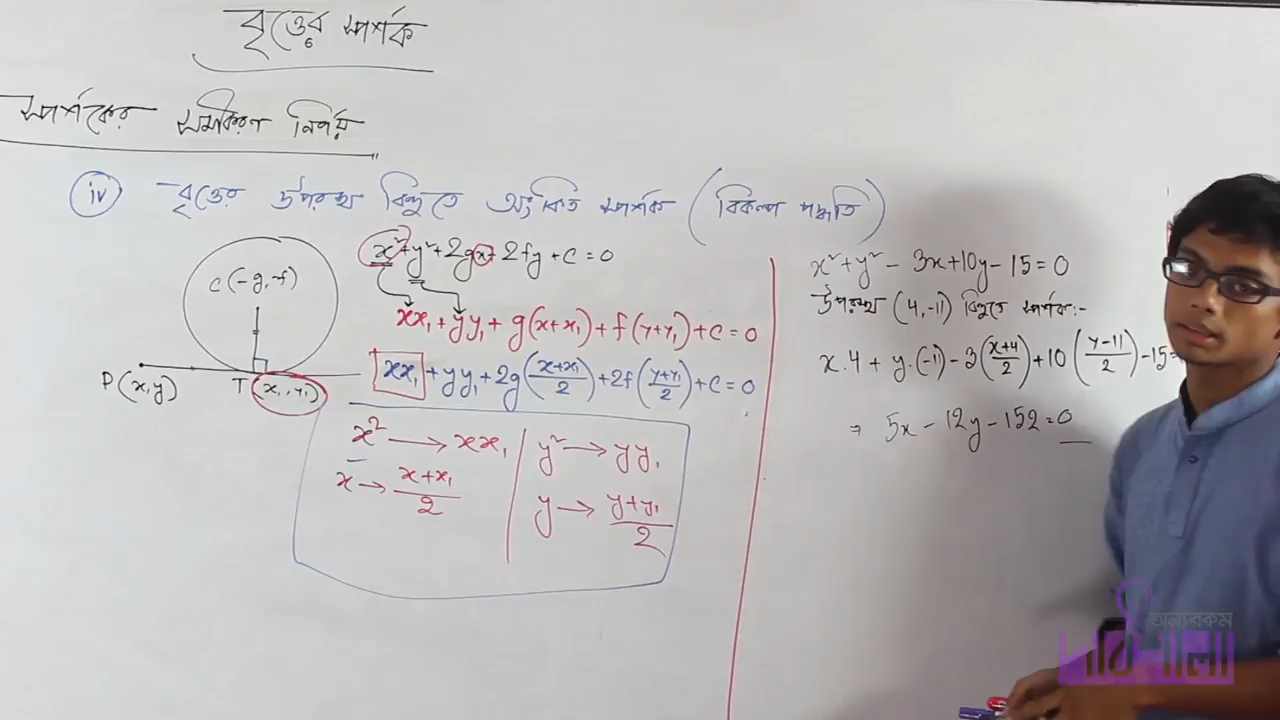 বৃত্তের স্পর্শক
স্পর্শকের সমীকরণ নির্ণয়
iv বৃত্তের উপরস্থ বিন্দুতে অংকিত স্পর্শক (বিকল্প পদ্ধতি)
x²+y²+2gx+2fy+c=0
C(-g,-f)
xx₁+yy₁+g(x+x₁)+f(y+y₁)+c=0
xx₁+yy₁+2g((x+x₁)/2)+2f((y+y₁)/2)+c=0
P(x,y) T(x₁,y₁)
x² → xx₁
x → (x+x₁)/2
y² → yy₁
y → (y+y₁)/2
x²+y²-3x+10y-15=0
উপরস্থ (4,-11) বিন্দুতে স্পর্শক:-
x.4+y.(-11)-3((x+4)/2)+10((y-11)/2)-15=
⇒ 5x-12y-152=0
অন্যরকম
পাঠশালা